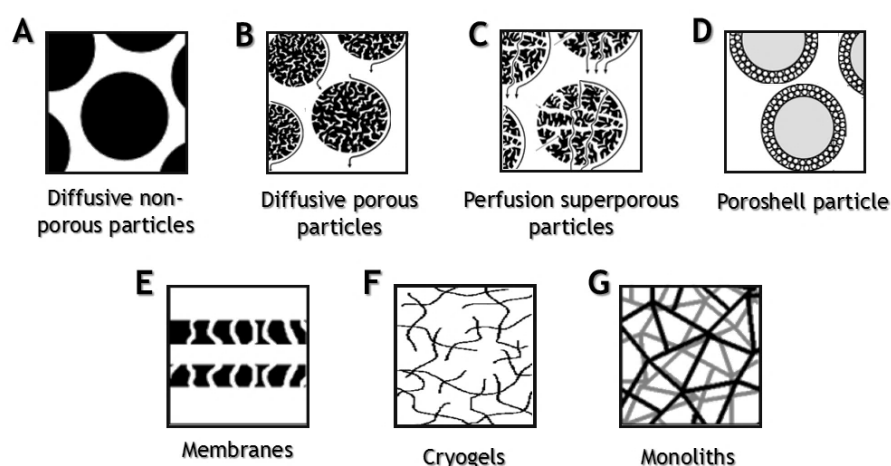 A
B
C
D
Diffusive non-
porous particles
Diffusive porous
particles
Perfusion superporous
particles
Poroshell particle
E
F
G
Membranes
Cryogels
Monoliths